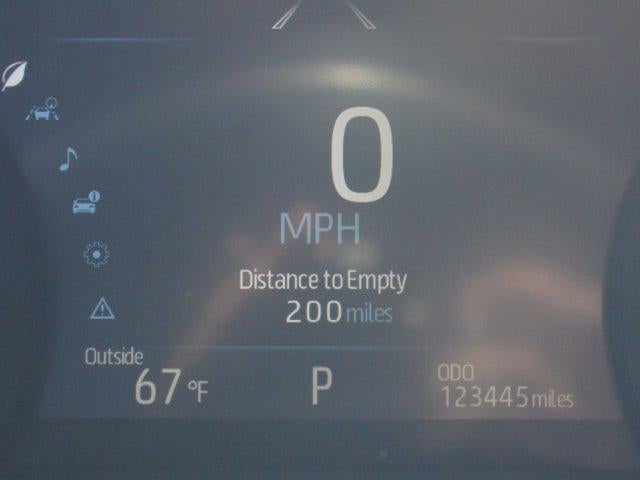 0
MPH
Distance to Empty
200 miles
Outside
67 °F
P
ODO
123445 miles